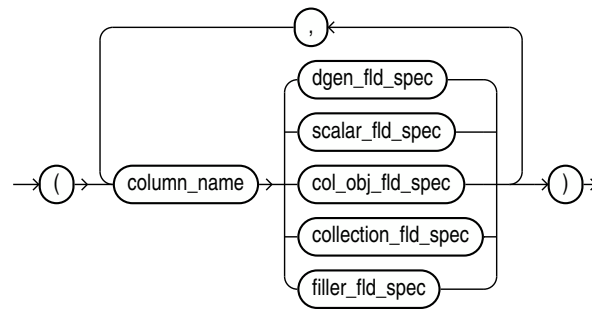 ,
dgen_fld_spec
scalar_fld_spec
( column_name col_obj_fld_spec )
collection_fld_spec
filler_fld_spec